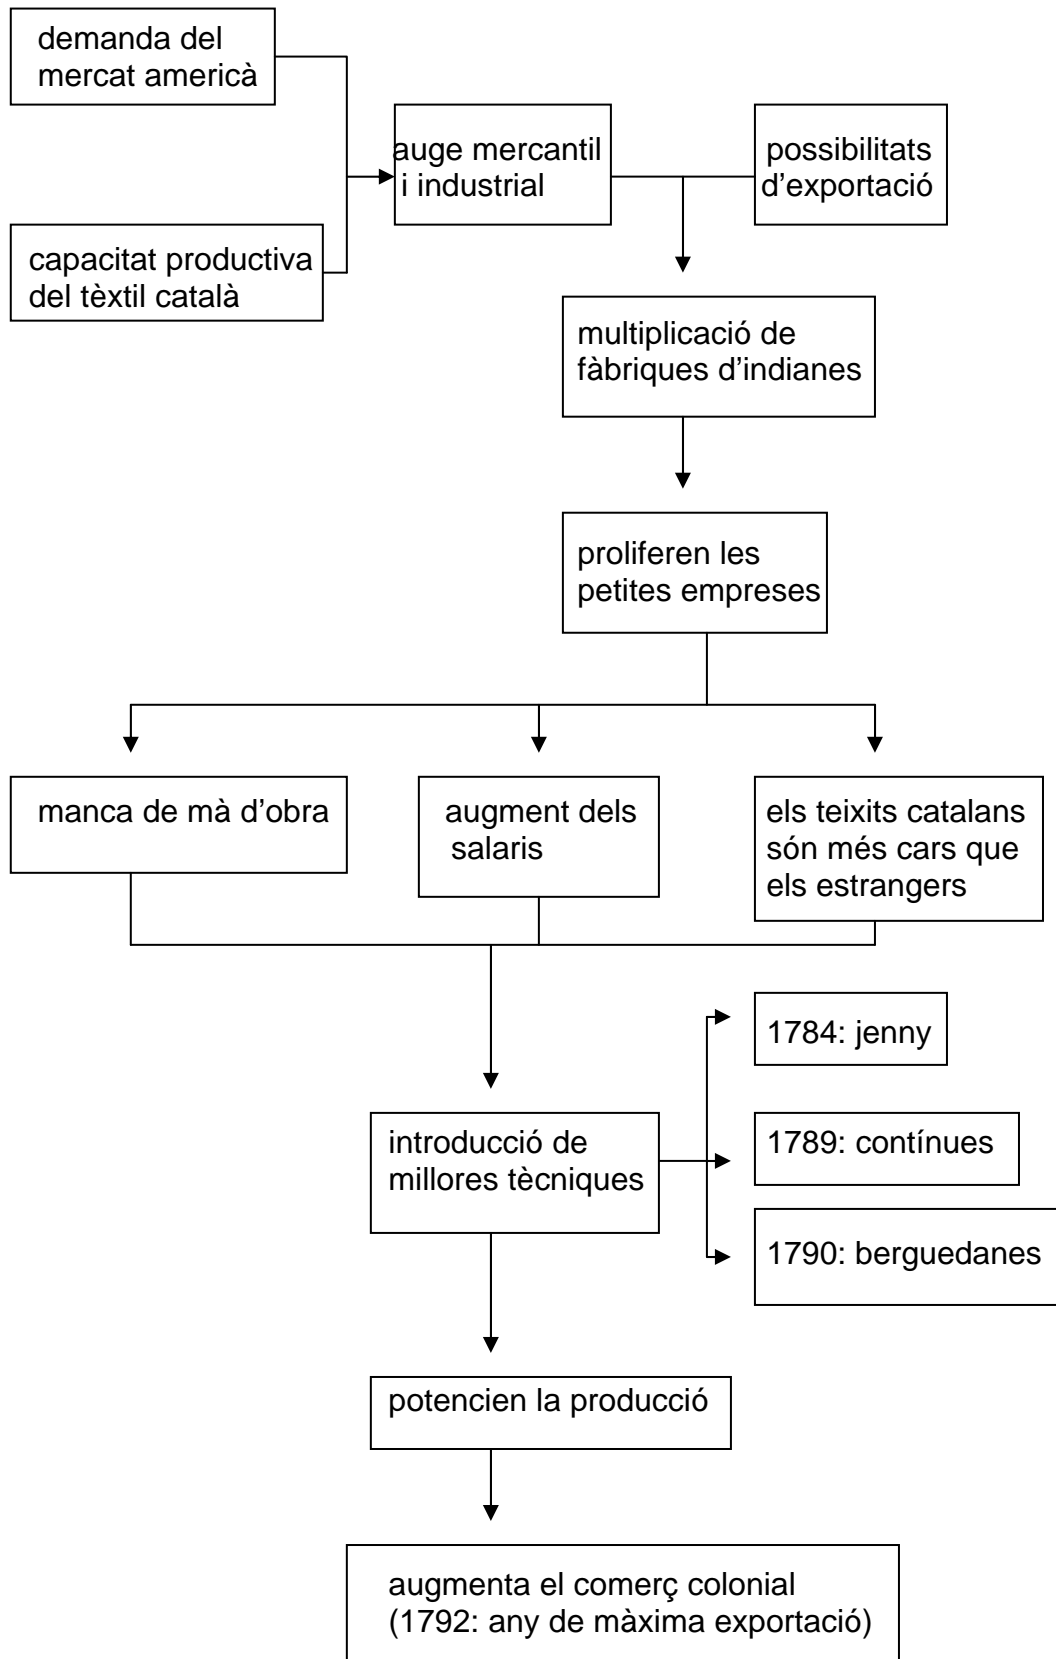 demanda del
mercat americà
auge mercantil
i industrial
possibilitats
d’exportació
capacitat productiva
del tèxtil català
multiplicació de
fàbriques d’indianes
proliferen les
petites empreses
manca de mà d’obra
augment dels
salaris
els teixits catalans
són més cars que
els estrangers
1784: jenny
introducció de
millores tècniques
1789: contínues
1790: berguedanes
potencien la producció
augmenta el comerç colonial
(1792: any de màxima exportació)